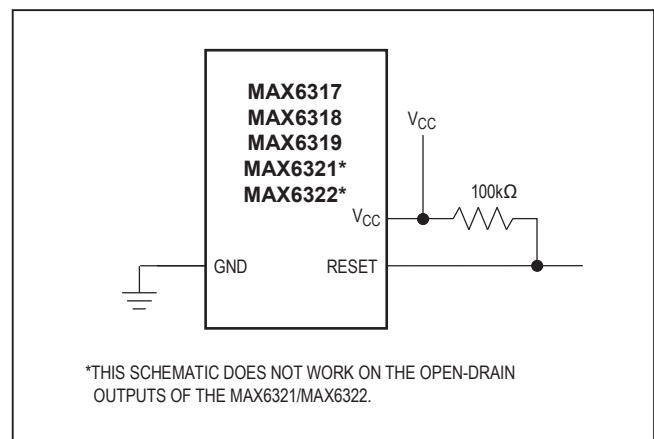 MAX6317
MAX6318
MAX6319
MAX6321*
MAX6322*
VCC
VCC
100kΩ
GND
RESET
*THIS SCHEMATIC DOES NOT WORK ON THE OPEN-DRAIN
OUTPUTS OF THE MAX6321/MAX6322.